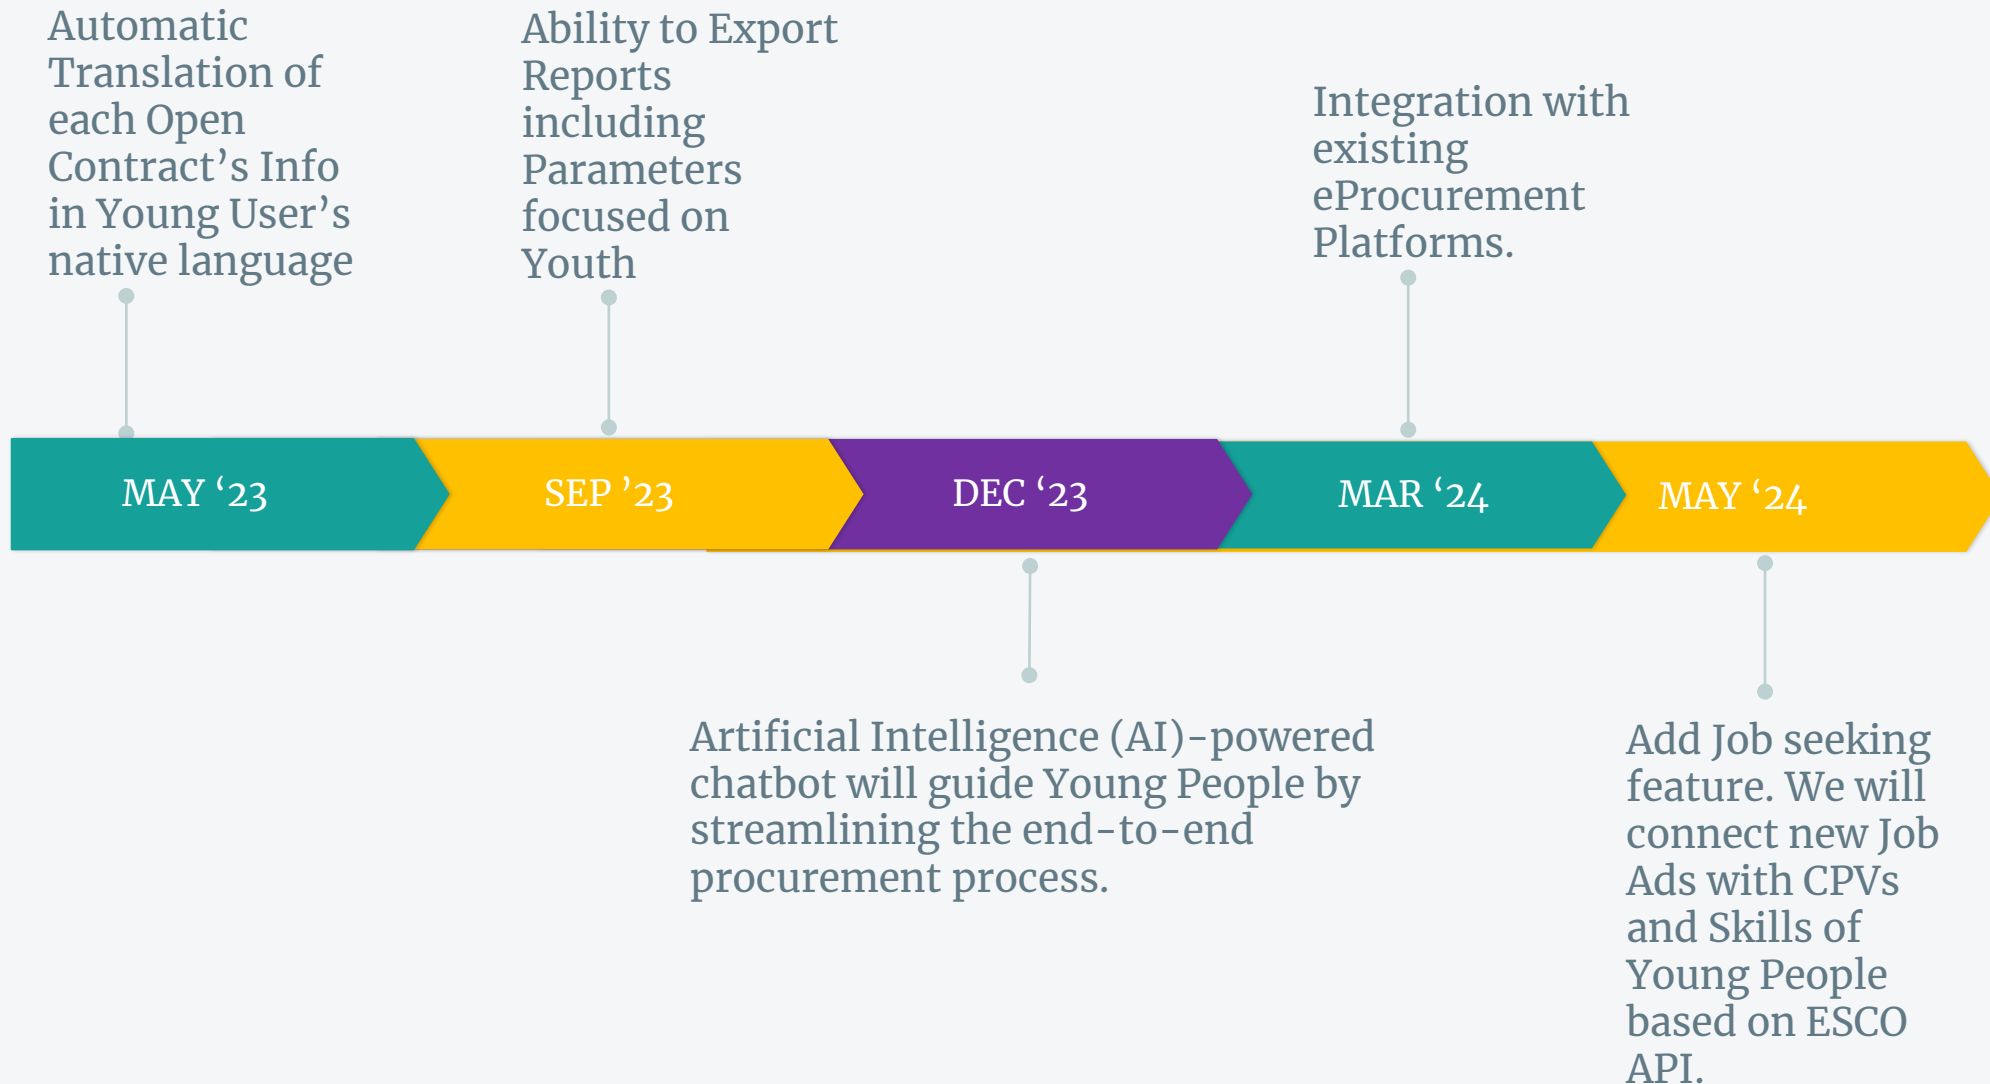 Automatic
Translation of
each Open
Contract’s Info
in Young User’s
native language
Ability to Export
Reports
including
Parameters
focused on
Youth
Integration with
existing
eProcurement
Platforms.
MAY ‘23
SEP ’23
DEC ‘23
MAR ‘24
MAY ‘24
Artificial Intelligence (AI)-powered
chatbot will guide Young People by
streamlining the end-to-end
procurement process.
Add Job seeking
feature. We will
connect new Job
Ads with CPVs
and Skills of
Young People
based on ESCO
API.